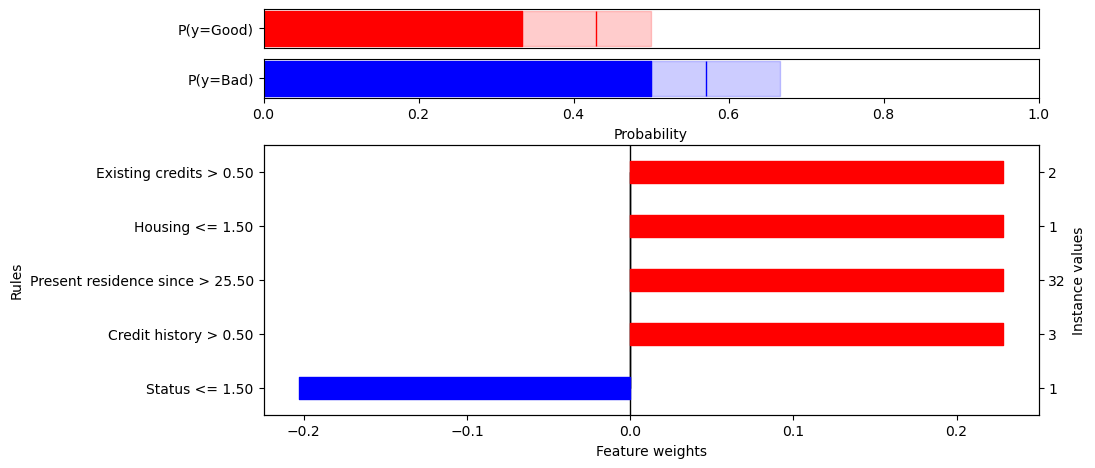 P(y=Good)
P(y=Bad)
0.0 0.2 0.4 0.6 0.8 1.0
Probability
Existing credits > 0.50 2
Housing <= 1.50 1
Present residence since > 25.50 32
Credit history > 0.50 3
Status <= 1.50 1
Rules
Instance values
−0.2 −0.1 0.0 0.1 0.2
Feature weights